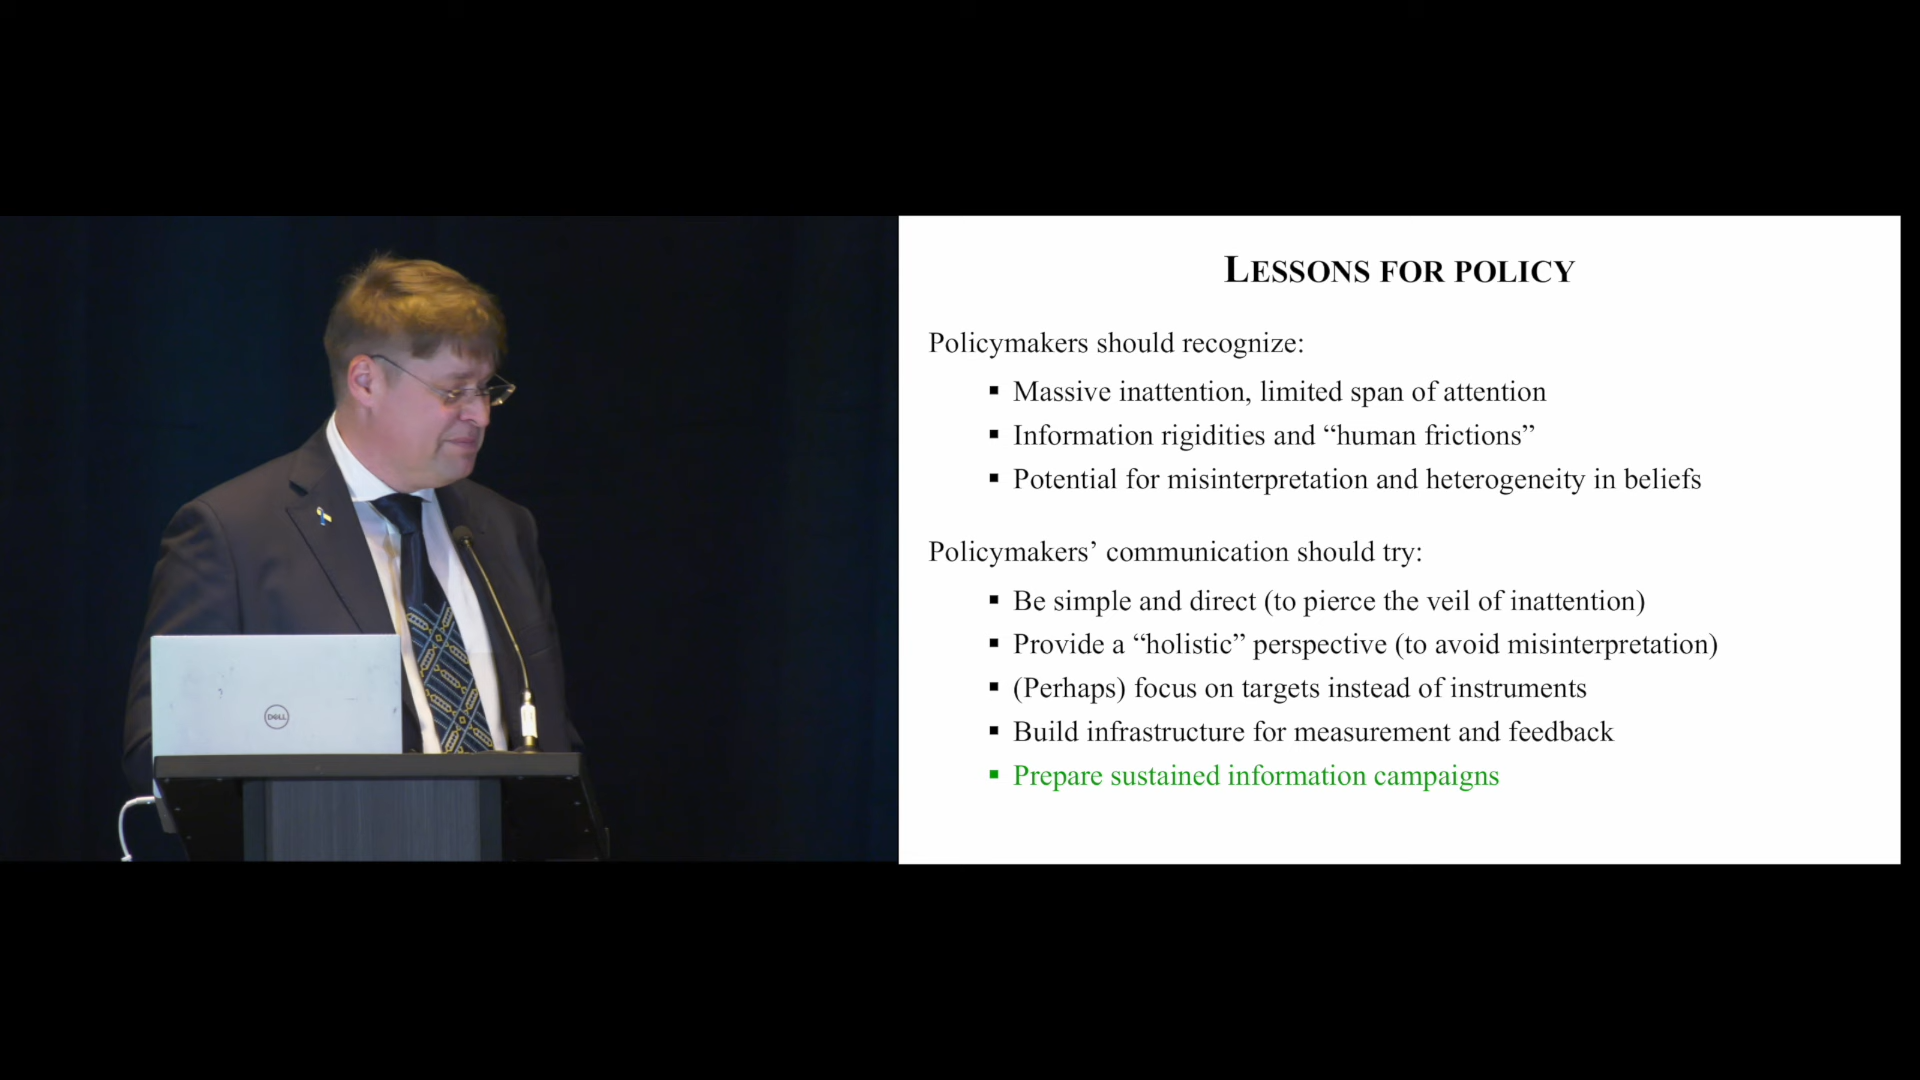 LESSONS FOR POLICY
Policymakers should recognize:
▪ Massive inattention, limited span of attention
▪ Information rigidities and “human frictions”
▪ Potential for misinterpretation and heterogeneity in beliefs
Policymakers’ communication should try:
▪ Be simple and direct (to pierce the veil of inattention)
▪ Provide a “holistic” perspective (to avoid misinterpretation)
▪ (Perhaps) focus on targets instead of instruments
▪ Build infrastructure for measurement and feedback
▪ Prepare sustained information campaigns
DELL